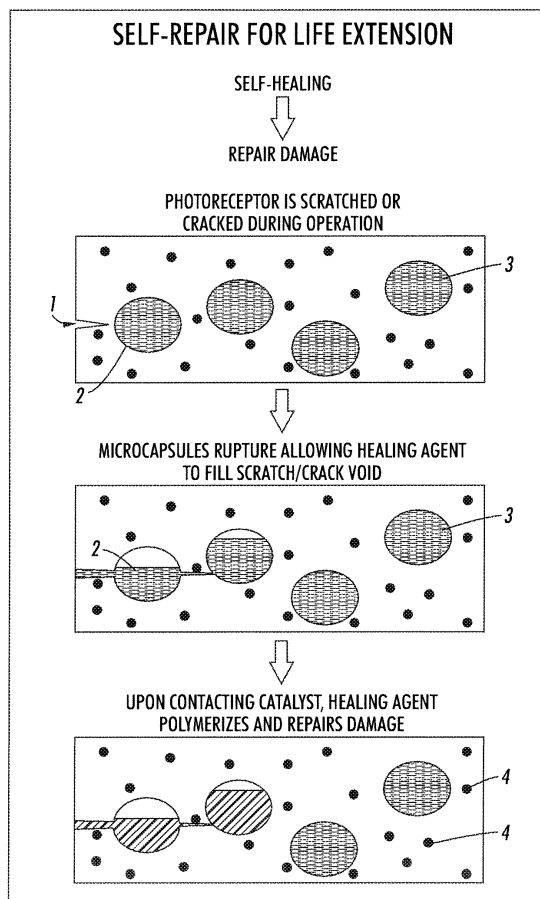 SELF-REPAIR FOR LIFE EXTENSION
SELF-HEALING
REPAIR DAMAGE
PHOTORECEPTOR IS SCRATCHED OR
CRACKED DURING OPERATION
3
1
2
MICROCAPSULES RUPTURE ALLOWING HEALING AGENT
TO FILL SCRATCH/CRACK VOID
2
3
UPON CONTACTING CATALYST, HEALING AGENT
POLYMERIZES AND REPAIRS DAMAGE
4
4